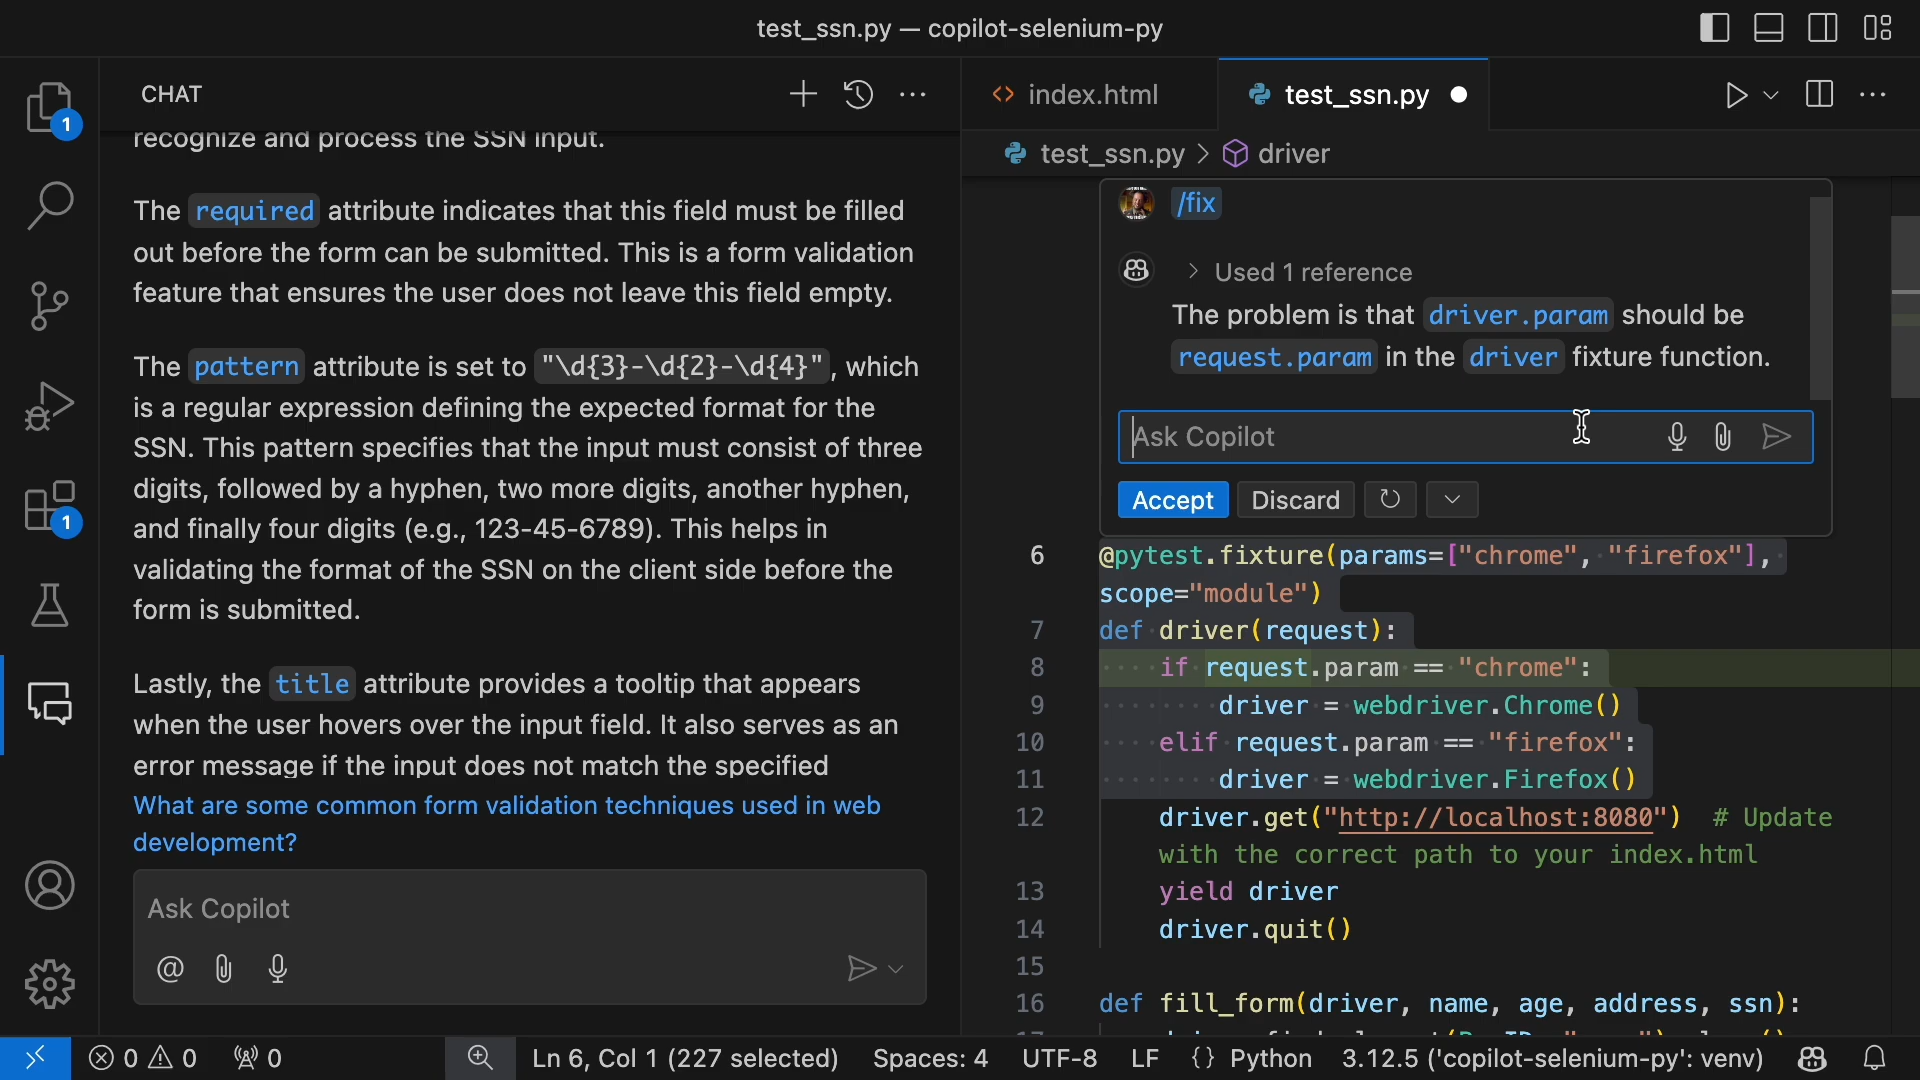 test_ssn.py — copilot-selenium-py
CHAT
recognize and process the SSN input.
The required attribute indicates that this field must be filled
out before the form can be submitted. This is a form validation
feature that ensures the user does not leave this field empty.
The pattern attribute is set to "\d{3}-\d{2}-\d{4}", which
is a regular expression defining the expected format for the
SSN. This pattern specifies that the input must consist of three
digits, followed by a hyphen, two more digits, another hyphen,
and finally four digits (e.g., 123-45-6789). This helps in
validating the format of the SSN on the client side before the
form is submitted.
Lastly, the title attribute provides a tooltip that appears
when the user hovers over the input field. It also serves as an
error message if the input does not match the specified
What are some common form validation techniques used in web
development?
Ask Copilot
1
1
index.html
test_ssn.py
test_ssn.py > driver
/fix
> Used 1 reference
The problem is that driver.param should be
request.param in the driver fixture function.
Ask Copilot
Accept Discard
6 @pytest.fixture(params=["chrome", "firefox"],
scope="module")
7 def driver(request):
8 if request.param == "chrome":
9 driver = webdriver.Chrome()
10 elif request.param == "firefox":
11 driver = webdriver.Firefox()
12 driver.get("http://localhost:8080") # Update
with the correct path to your index.html
13 yield driver
14 driver.quit()
15
16 def fill_form(driver, name, age, address, ssn):
0 0 0 Ln 6, Col 1 (227 selected) Spaces: 4 UTF-8 LF {} Python 3.12.5 ('copilot-selenium-py': venv)